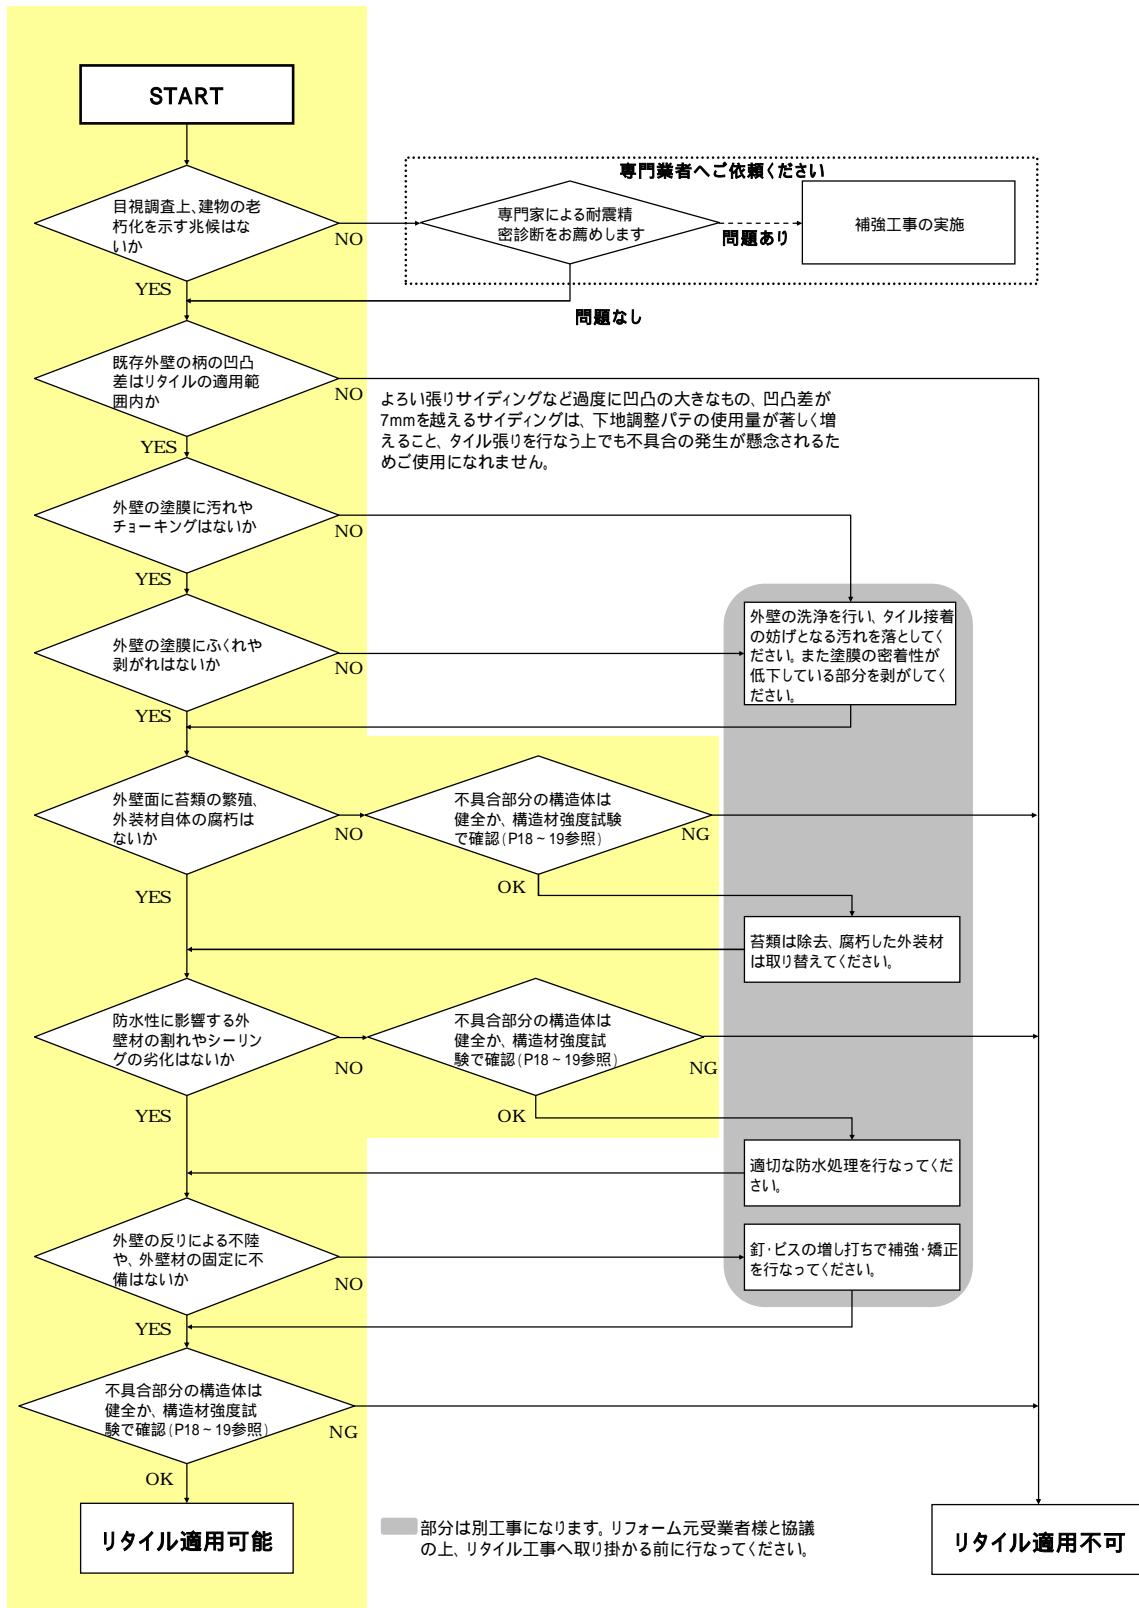 START
専門業者へご依頼ください
目視調査上、建物の老
朽化を示す兆候はな
いか
NO
専門家による耐震精
密診断をお薦めします
問題あり
補強工事の実施
YES
問題なし
既存外壁の柄の凹凸
差はリタイルの適用範
囲内か
NO
よろい張りサイディングなど過度に凹凸の大きなもの、凹凸差が
7mmを越えるサイディングは、下地調整パテの使用量が著しく増
えること、タイル張りを行なう上でも不具合の発生が懸念されるた
めご使用になれません。
YES
外壁の塗膜に汚れや
チョーキングはないか
NO
YES
外壁の塗膜にふくれや
剥がれはないか
NO
外壁の洗浄を行い、タイル接着
の妨げとなる汚れを落としてく
ださい。また塗膜の密着性が
低下している部分を剥がしてく
ださい。
YES
外壁面に苔類の繁殖、
外装材自体の腐朽は
ないか
NO
不具合部分の構造体は
健全か、構造材強度試験
で確認(P18~19参照)
NG
YES
OK
苔類は除去、腐朽した外装材
は取り替えてください。
防水性に影響する外
壁材の割れやシーリン
グの劣化はないか
NO
不具合部分の構造体は
健全か、構造材強度試
験で確認(P18~19参照)
NG
YES
OK
適切な防水処理を行なってくだ
さい。
外壁の反りによる不陸
や、外壁材の固定に不
備はないか
NO
釘・ビスの増し打ちで補強・矯正
を行なってください。
YES
不具合部分の構造体は
健全か、構造材強度試
験で確認(P18~19参照)
NG
OK
リタイル適用可能
部分は別工事になります。リフォーム元受業者様と協議
の上、リタイル工事へ取り掛かる前に行なってください。
リタイル適用不可